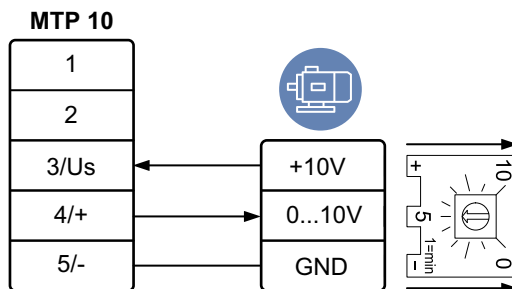 MTP 10
1
2
3/Us
4/+
5/-
+10V
0...10V
GND
+ 5 -
1=min
10
0